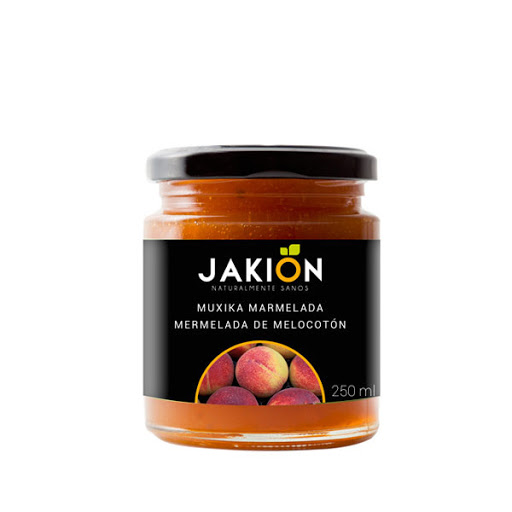 JAKION
NATURALMENTE SANOS
MUXIKA MARMELADA
MERMELADA DE MELOCOTÓN
250 ml